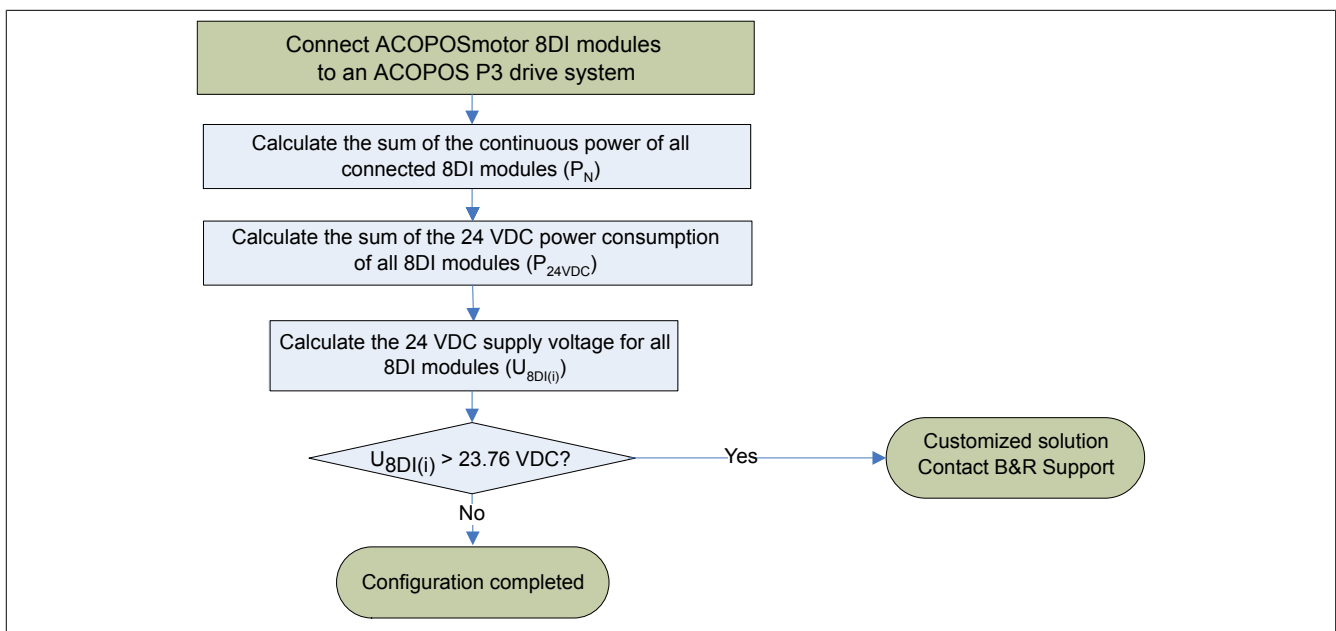 Connect ACOPOSmotor 8DI modules
to an ACOPOS P3 drive system
Calculate the sum of the continuous power of all
connected 8DI modules (P_N)
Calculate the sum of the 24 VDC power consumption
of all 8DI modules (P_24VDC)
Calculate the 24 VDC supply voltage for all
8DI modules (U_8DI(i))
U8DI(i) > 23.76 VDC?
Yes
Customized solution
Contact B&R Support
No
Configuration completed